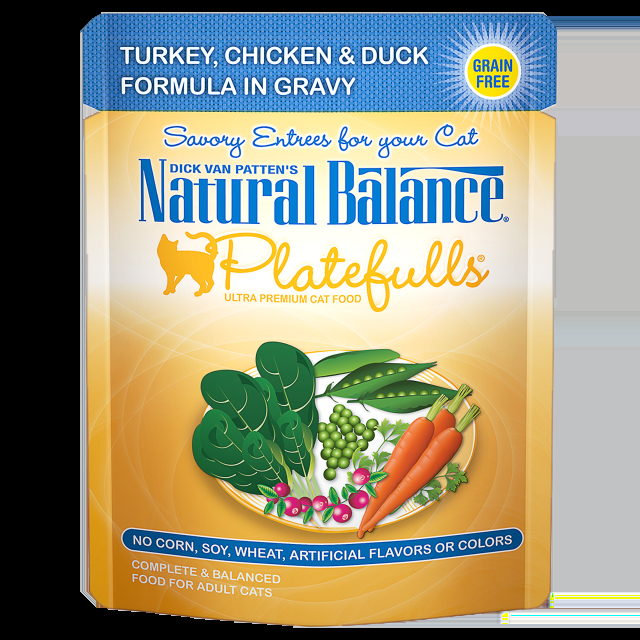 TURKEY, CHICKEN & DUCK
FORMULA IN GRAVY
GRAIN
FREE
Savory Entrees for your Cat
DICK VAN PATTEN'S
Natural Balance®
Platefulls®
ULTRA PREMIUM CAT FOOD
NO CORN, SOY, WHEAT, ARTIFICIAL FLAVORS OR COLORS
COMPLETE & BALANCED
FOOD FOR ADULT CATS